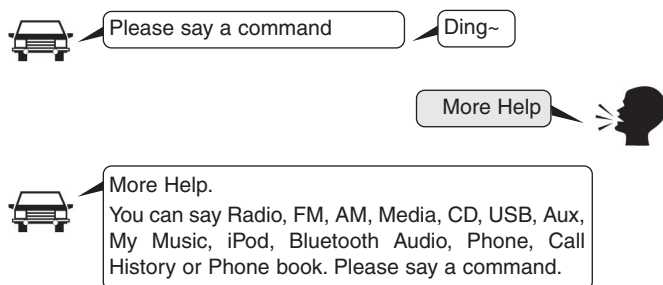 Please say a command
Ding~
More Help
More Help.
You can say Radio, FM, AM, Media, CD, USB, Aux,
My Music, iPod, Bluetooth Audio, Phone, Call
History or Phone book. Please say a command.